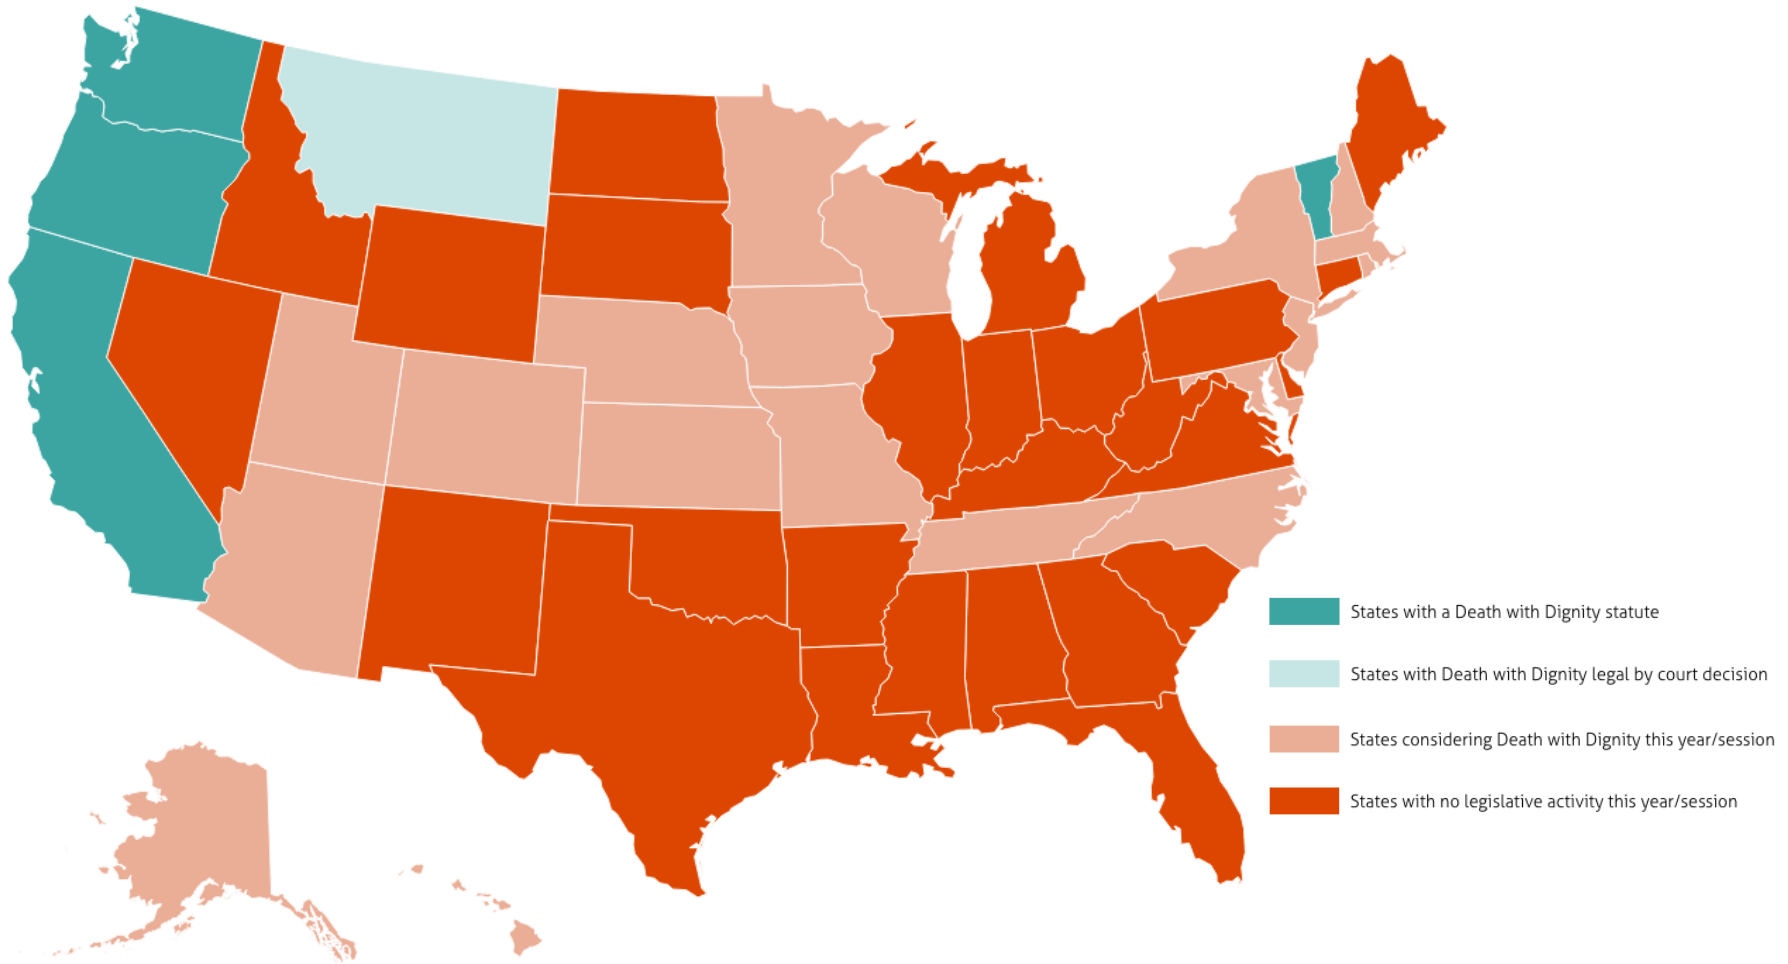 States with a Death with Dignity statute
States with Death with Dignity legal by court decision
States considering Death with Dignity this year/session
States with no legislative activity this year/session